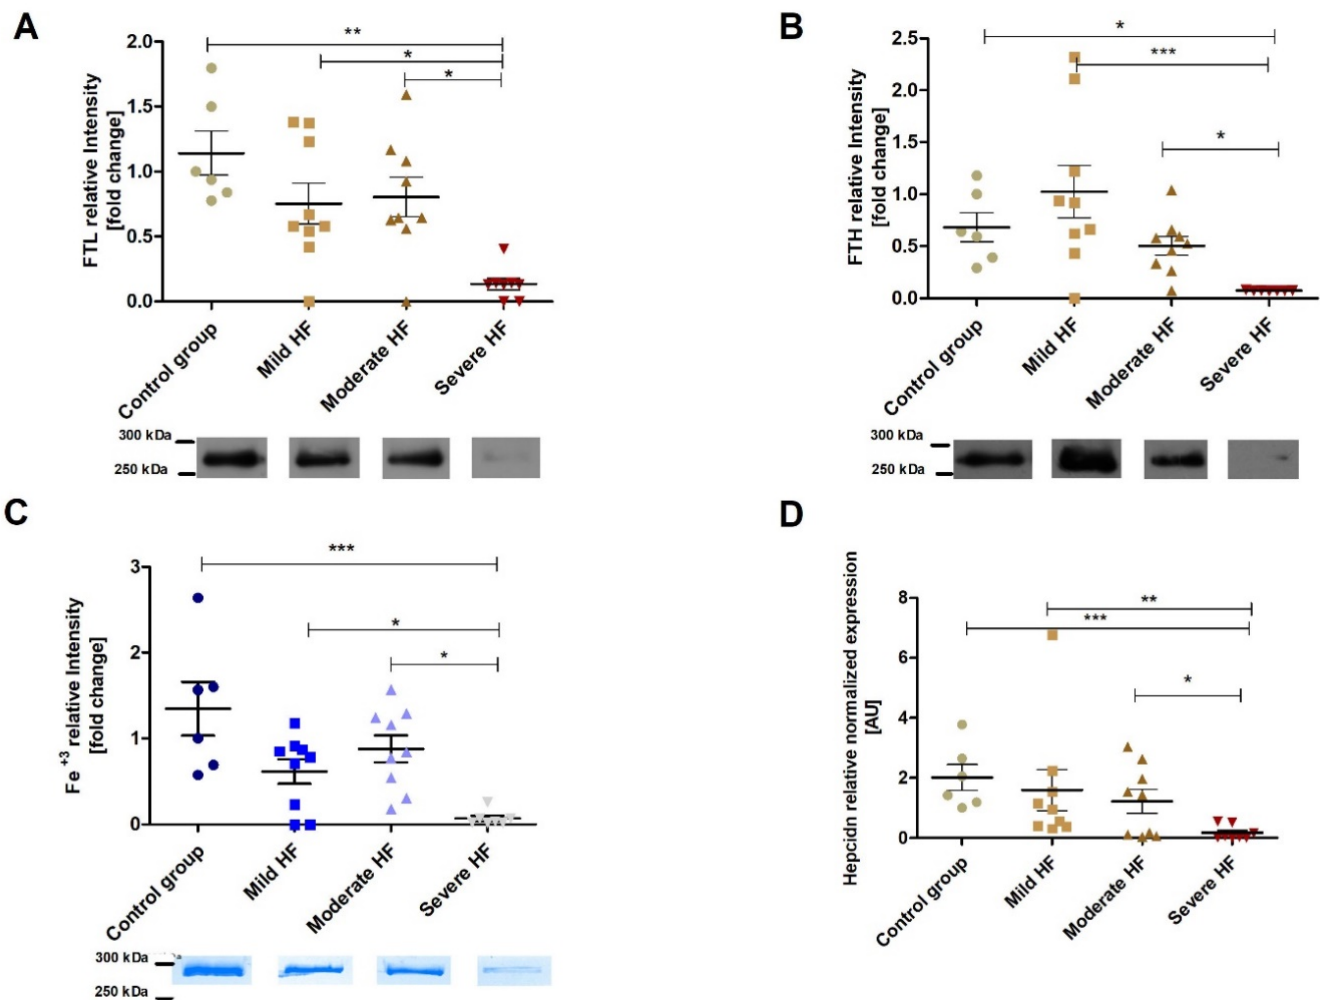 A
FTL relative Intensity
[fold change]
2.0
1.5
1.0
0.5
0.0
**
*
*
Control group
Mild HF
Moderate HF
Severe HF
300 kDa
250 kDa
B
FTH relative intensity
[fold change]
2.5
2.0
1.5
1.0
0.5
0.0
*
***
*
Control group
Mild HF
Moderate HF
Severe HF
300 kDa
250 kDa
C
Fe +3 relative Intensity
[fold change]
3
2
1
0
***
*
*
Control group
Mild HF
Moderate HF
Severe HF
300 kDa
250 kDa
D
Hepcidn relative normalized expression
[AU]
8
6
4
2
0
**
***
*
Control group
Mild HF
Moderate HF
Severe HF